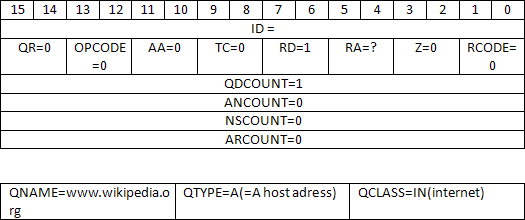 15 14 13 12 11 10 9 8 7 6 5 4 3 2 1 0
ID =
QR=0 OPCODE AA=0 TC=0 RD=1 RA=? Z=0 RCODE=
=0 0
QDCOUNT=1
ANCOUNT=0
NSCOUNT=0
ARCOUNT=0
QNAME=www.wikipedia.o QTYPE=A(=A host adress) QCLASS=IN(internet)
rg